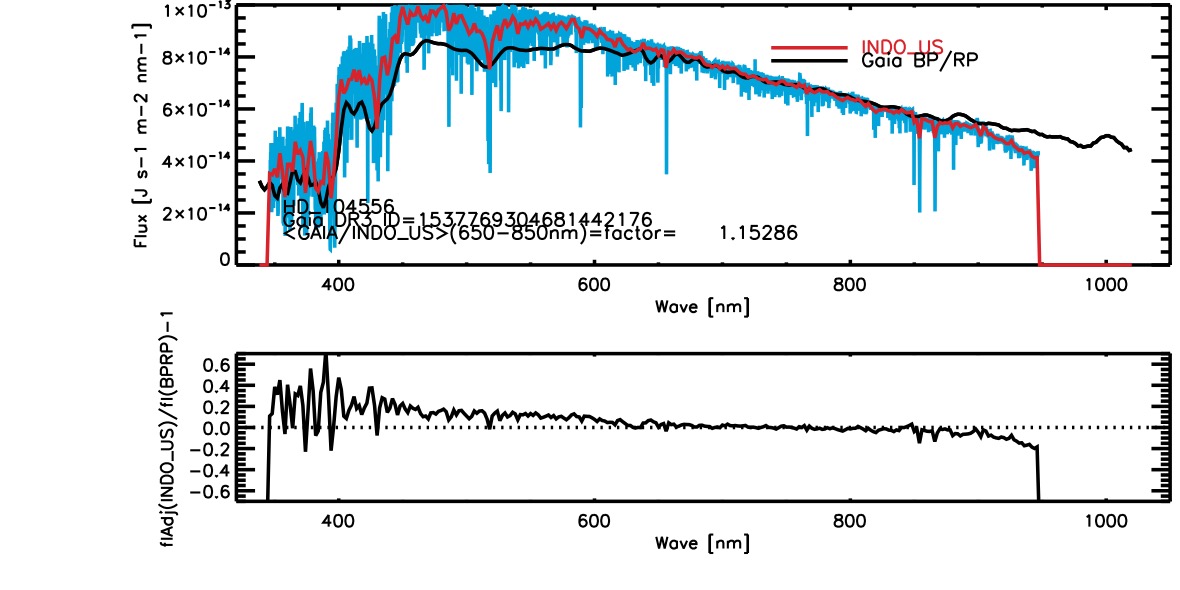 1×10−13
8×10−14
6×10−14
4×10−14
2×10−14
0
Flux [J s−1 m−2 nm−1]
INDO_US
Gaia BP/RP
HD_104556
Gaia DR3 ID=1537769304681442176
<GAIA/INDO_US>(650−850nm)=factor= 1.15286
400 600 800 1000
Wave [nm]
flAdj(INDO_US)/fl(BPRP)−1
0.6
0.4
0.2
0.0
−0.2
−0.4
−0.6
400 600 800 1000
Wave [nm]